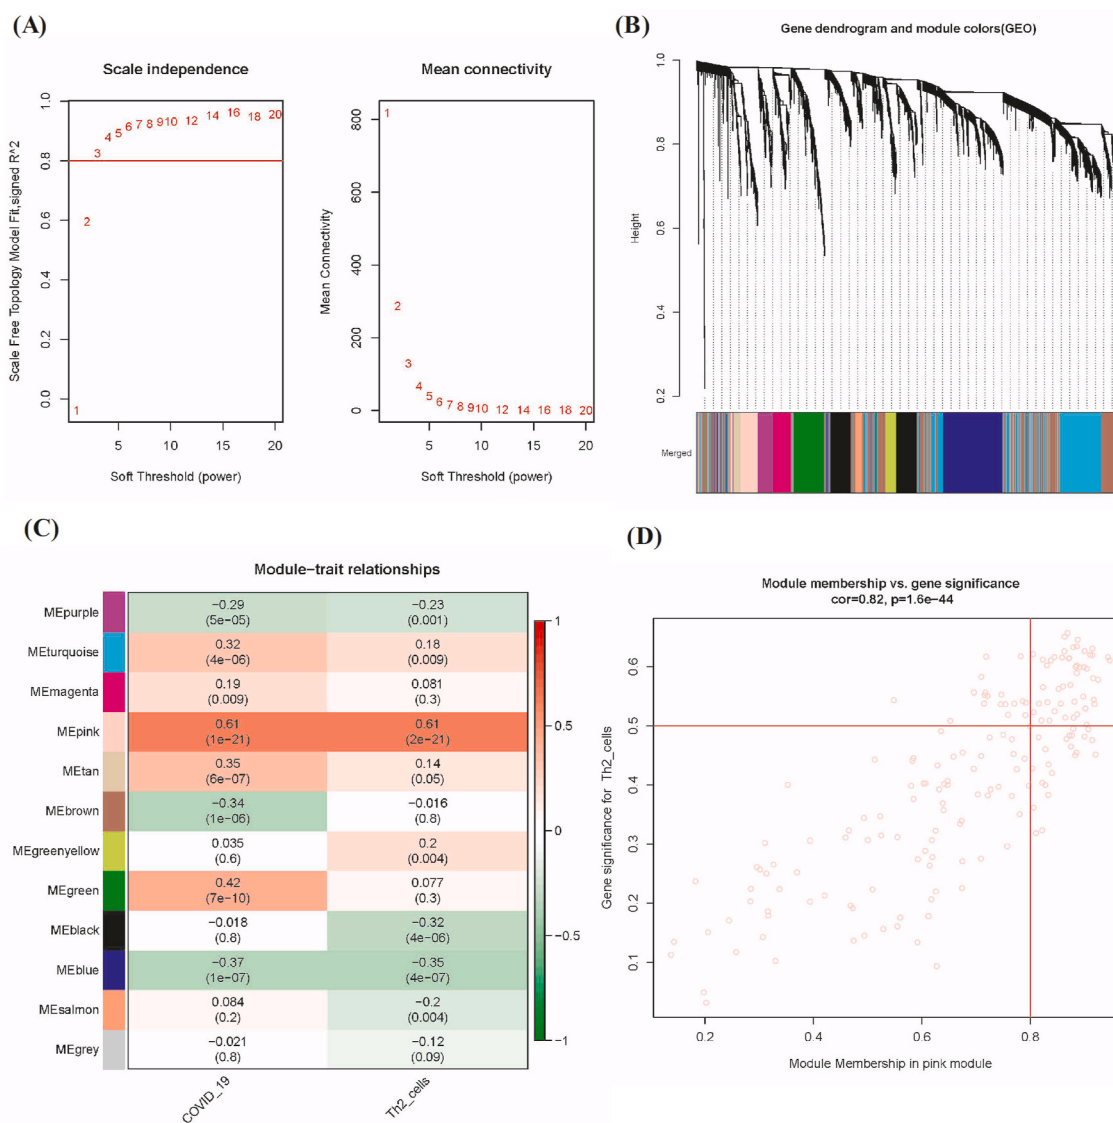 (A)
Scale independence
Scale Free Topology Model Fit,signed R^2
1.0
0.8
0.6
0.4
0.2
0.0
1
2
3
4
5
6
7
8
9
10
12
14
16
18
20
5
10
15
20
Soft Threshold (power)
Mean connectivity
Mean Connectivity
800
600
400
200
0
1
2
3
4
5
6
7
8
9
10
12
14
16
18
20
5
10
15
20
Soft Threshold (power)
(B)
Gene dendrogram and module colors(GEO)
Height
1.0
0.8
0.6
0.4
0.2
Merged
(C)
Module−trait relationships
MEpurple
−0.29
(5e−05)
−0.23
(0.001)
MEturquoise
0.32
(4e−06)
0.18
(0.009)
MEmagenta
0.19
(0.009)
0.081
(0.3)
MEpink
0.61
(1e−21)
0.61
(2e−21)
MEtan
0.35
(6e−07)
0.14
(0.05)
MEbrown
−0.34
(1e−06)
−0.016
(0.8)
MEgreenyellow
0.035
(0.6)
0.2
(0.004)
MEgreen
0.42
(7e−10)
0.077
(0.3)
MEblack
−0.018
(0.8)
−0.32
(4e−06)
MEblue
−0.37
(1e−07)
−0.35
(4e−07)
MEsalmon
0.084
(0.2)
−0.2
(0.004)
MEgrey
−0.021
(0.8)
−0.12
(0.09)
COVID_19
Th2_cells
1
0.5
0
−0.5
−1
(D)
Module membership vs. gene significance
cor=0.82, p=1.6e−44
Gene significance for Th2_cells
0.6
0.5
0.4
0.3
0.2
0.1
0.2
0.4
0.6
0.8
Module Membership in pink module